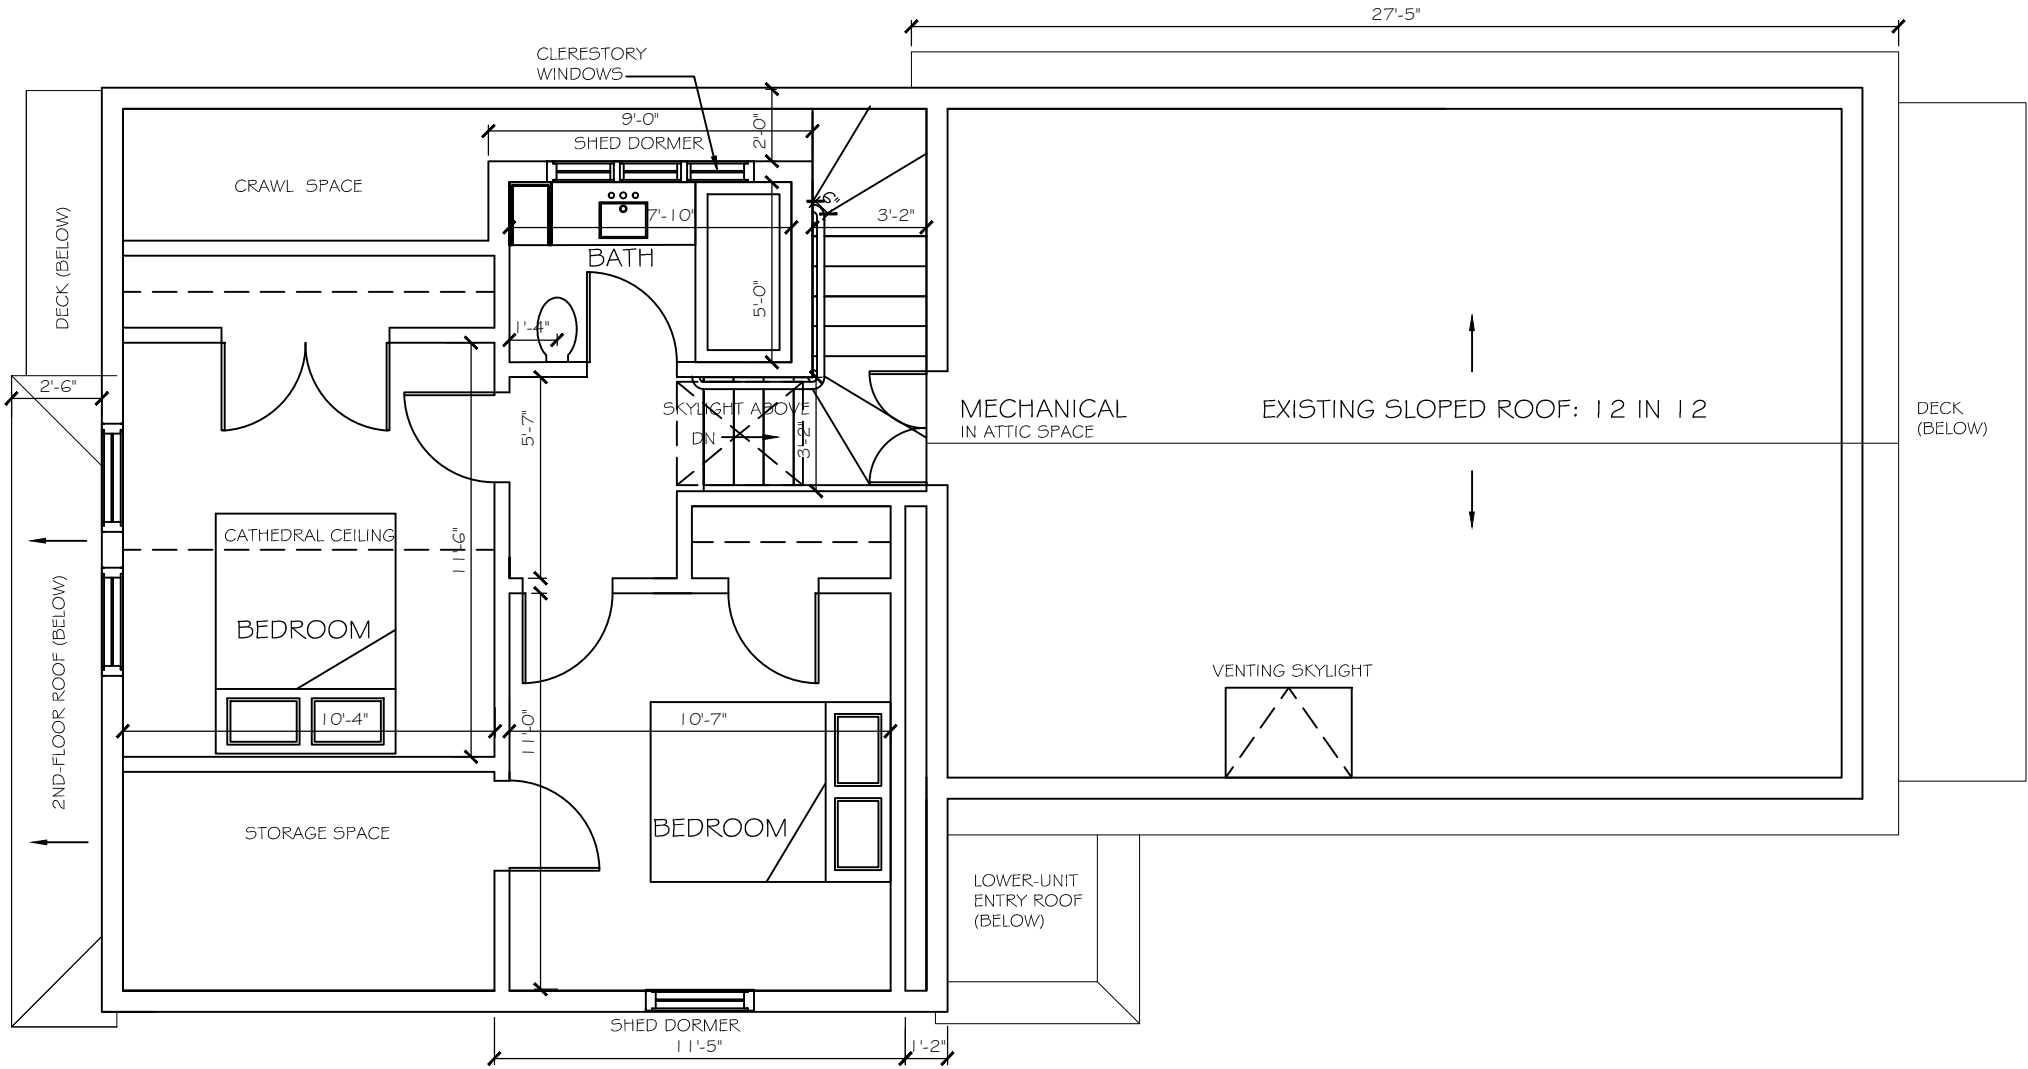 27'-5"
CLERESTORY
WINDOWS
9'-0"
2'-0"
SHED DORMER
CRAWL SPACE
6"
7'-10"
3'-2"
BATH
DECK (BELOW)
5'-0"
1'-4"
2'-6"
5'-7"
SKYLIGHT ABOVE
DN
3'-2"
MECHANICAL
IN ATTIC SPACE
EXISTING SLOPED ROOF: 12 IN 12
DECK
(BELOW)
CATHEDRAL CEILING
11'-6"
BEDROOM
2ND-FLOOR ROOF (BELOW)
VENTING SKYLIGHT
10'-4"
11'-0"
10'-7"
BEDROOM
STORAGE SPACE
LOWER-UNIT
ENTRY ROOF
(BELOW)
SHED DORMER
11'-5"
1'-2"